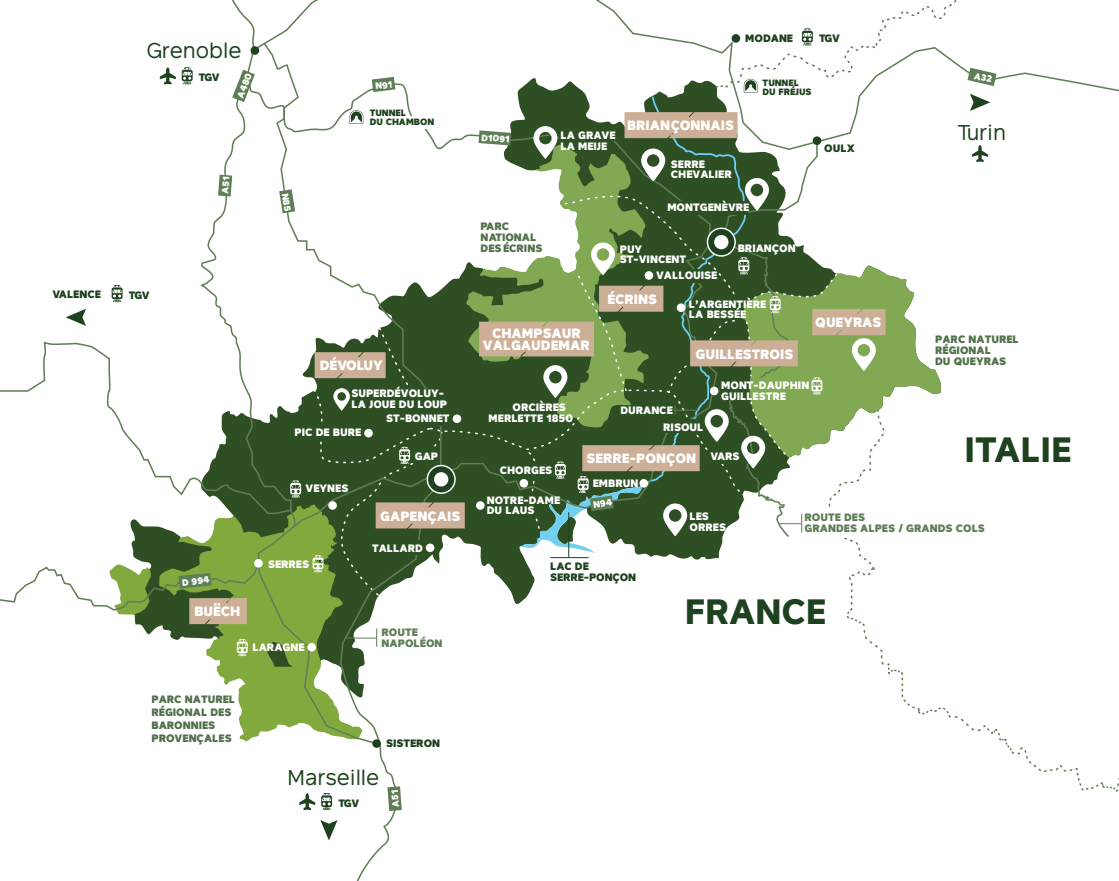 MODANE
TGV
Grenoble
TGV
A480
N91
TUNNEL
DU CHAMBON
TUNNEL
DU FRÉJUS
A32
Turin
OULX
D1091
LA GRAVE
LA MEIJE
BRIANÇONNAIS
SERRE
CHEVALIER
MONTGENÈVRE
A51
N85
PARC
NATIONAL
DES ÉCRINS
PUY
ST-VINCENT
BRIANÇON
VALLOUISE
VALENCE
TGV
ÉCRINS
L'ARGENTIÈRE
LA BESSÉE
QUEYRAS
CHAMPSAUR
VALGAUDEMAR
GUILLESTROIS
PARC NATUREL
RÉGIONAL
DU QUEYRAS
DÉVOLUY
SUPERDÉVOLUY-
LA JOUE DU LOUP
MONT-DAUPHIN
GUILLESTRE
ORCIÈRES
MERLETTE 1850
ST-BONNET
DURANCE
PIC DE BURE
RISOUL
ITALIE
GAP
VARS
SERRE-PONÇON
CHORGES
EMBRUN
VEYNES
NOTRE-DAME
DU LAUS
N94
GAPENÇAIS
LES
ORRES
ROUTE DES
GRANDES ALPES / GRANDS COLS
TALLARD
SERRES
LAC DE
SERRE-PONÇON
D 994
BUËCH
FRANCE
ROUTE
NAPOLÉON
LARAGNE
PARC NATUREL
RÉGIONAL DES
BARONNIES
PROVENÇALES
SISTERON
Marseille
TGV
A51